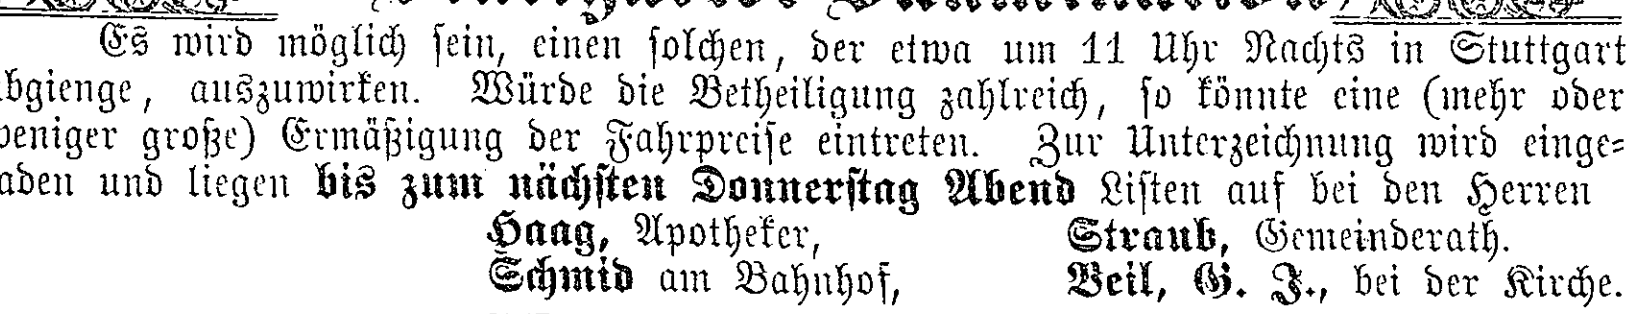 Es wird möglich sein, einen solchen, der etwa um 11 Uhr Nachts in Stuttgart
bgienge, auszuwirken. Würde die Betheiligung zahlreich, so könnte eine (mehr oder
weniger große) Ermäßigung der Fahrpreise eintreten. Zur Unterzeichnung wird einge-
aden und liegen bis zum nächsten Donnerstag Abend Listen auf bei den Herren
Haag, Apotheker, Straub, Gemeinderath.
Schmid am Bahnhof, Beil, G. J., bei der Kirche.